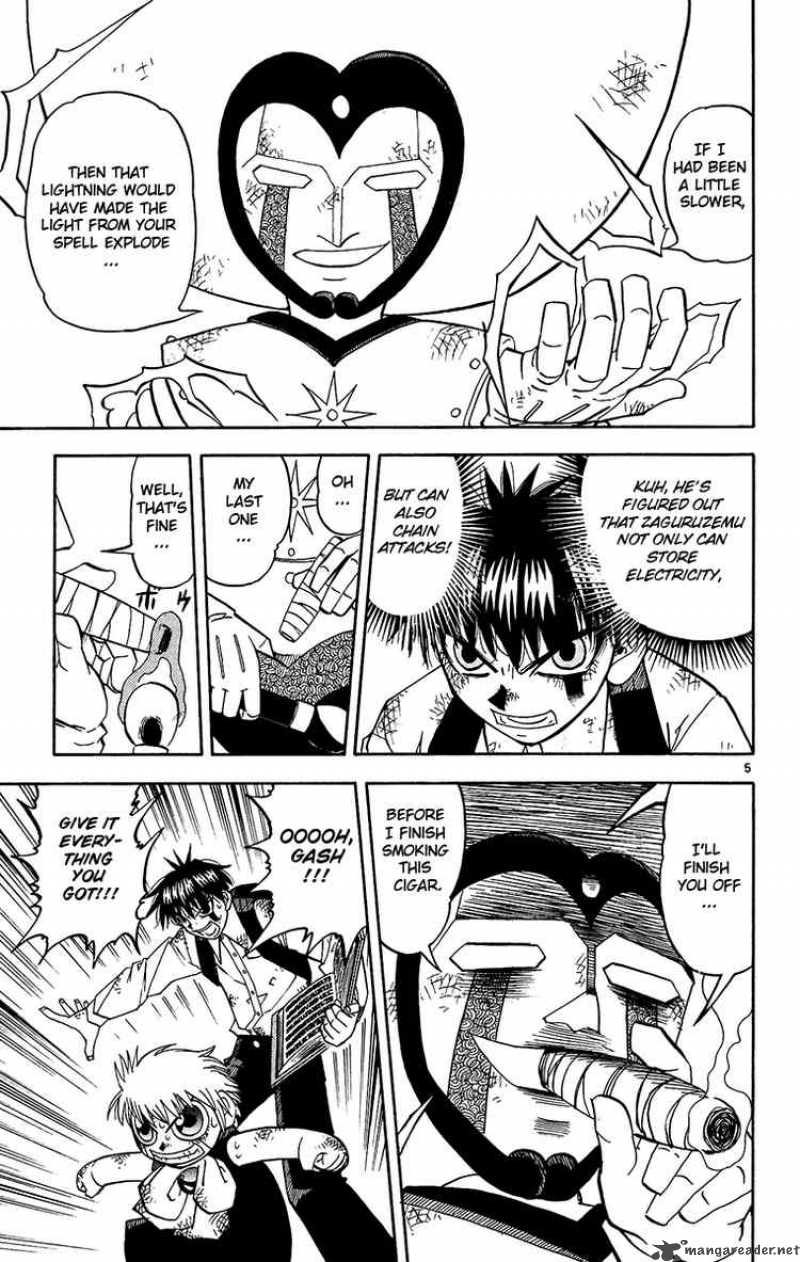 IF I
HAD BEEN
A LITTLE
SLOWER,
THEN THAT
LIGHTNING WOULD
HAVE MADE THE
LIGHT FROM YOUR
SPELL EXPLODE
...
KUH, HE'S
FIGURED OUT
THAT ZAGURUZEMU
NOT ONLY CAN
STORE
ELECTRICITY,
BUT CAN
ALSO
CHAIN
ATTACKS!
OH
...
MY
LAST
ONE
...
WELL,
THAT'S
FINE
...
ボ
5
I'LL
FINISH
YOU OFF
...
BEFORE
I FINISH
SMOKING
THIS
CIGAR.
OOOOH,
GASH
!!!
GIVE IT
EVERY-
THING
YOU
GOT!!!
mangareader.net